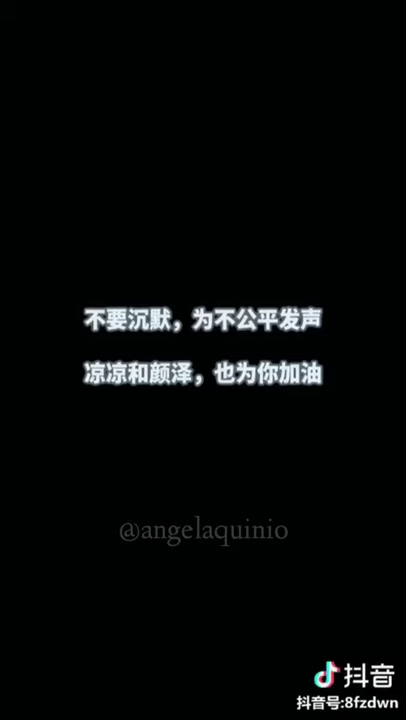 不要沉默，为不公平发声
凉凉和颜泽，也为你加油
@angelaquinio
抖音
抖音号:8fzdwn